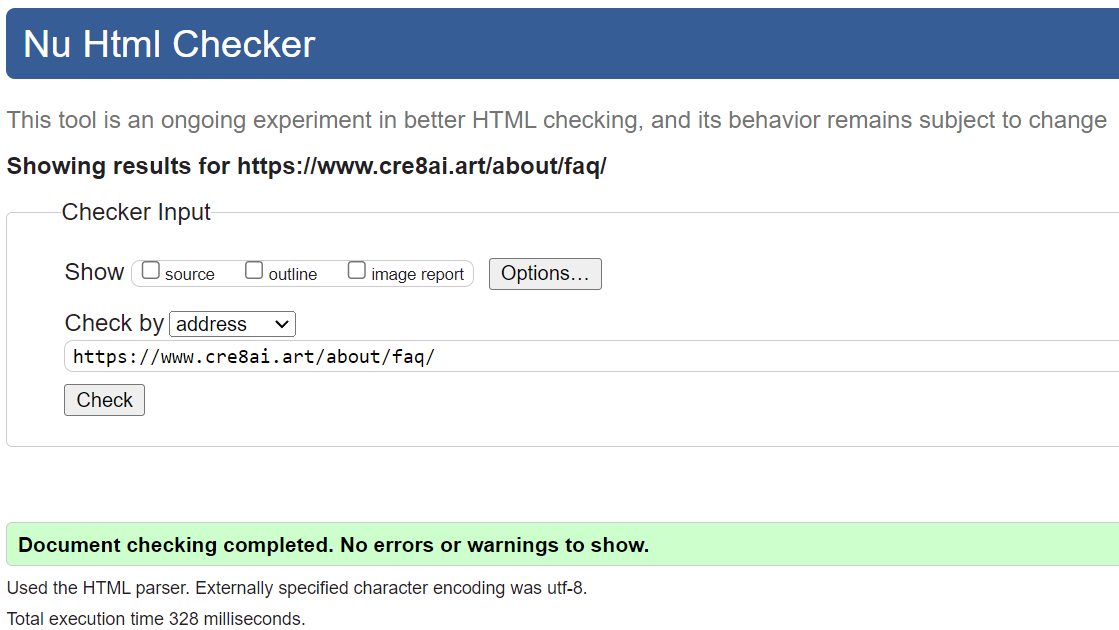 Nu Html Checker
This tool is an ongoing experiment in better HTML checking, and its behavior remains subject to change
Showing results for https://www.cre8ai.art/about/faq/
Checker Input
Show source outline image report Options…
Check by address
https://www.cre8ai.art/about/faq/
Check
Document checking completed. No errors or warnings to show.
Used the HTML parser. Externally specified character encoding was utf-8.
Total execution time 328 milliseconds.